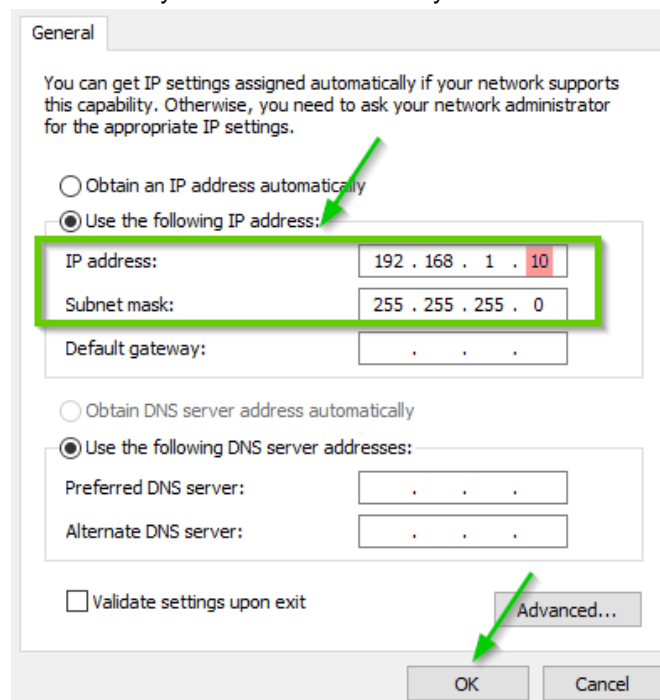 General
You can get IP settings assigned automatically if your network supports
this capability. Otherwise, you need to ask your network administrator
for the appropriate IP settings.
Obtain an IP address automatically
Use the following IP address:
IP address: 192 . 168 . 1 . 10
Subnet mask: 255 . 255 . 255 . 0
Default gateway: . . .
Obtain DNS server address automatically
Use the following DNS server addresses:
Preferred DNS server: . . .
Alternate DNS server: . . .
Validate settings upon exit
Advanced...
OK Cancel